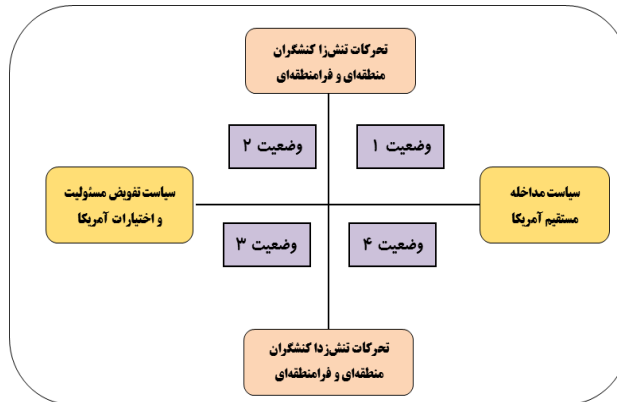 تحرکات تنش‌زا کنشگران
منطقه‌ای و فرامنطقه‌ای
وضعیت ۱
وضعیت ۲
سیاست مداخله
مستقیم آمریکا
سیاست تفویض مسئولیت
و اختیارات آمریکا
وضعیت ۴
وضعیت ۳
تحرکات تنش‌زدا کنشگران
منطقه‌ای و فرامنطقه‌ای